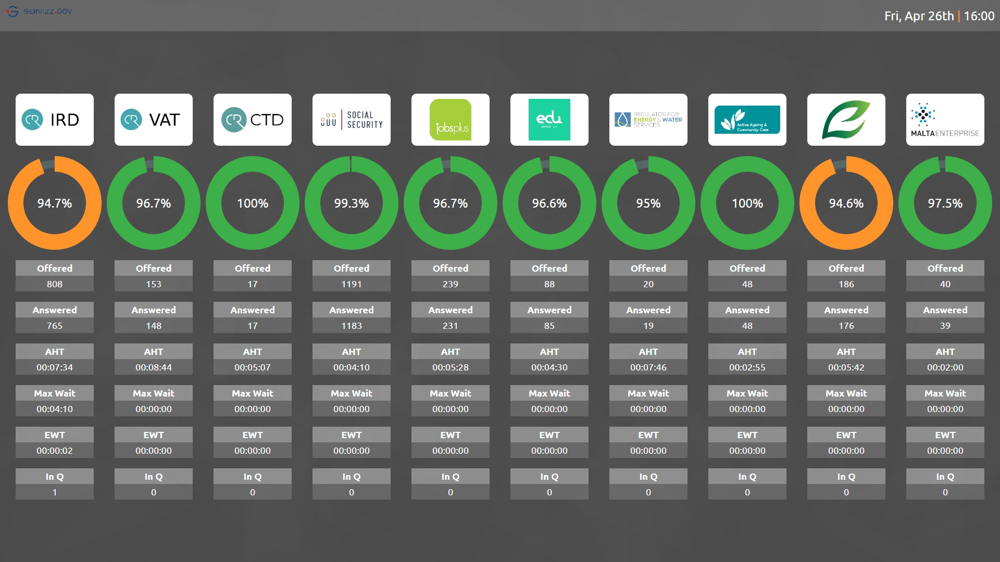 SERVIZZ.GOV
Fri, Apr 26th | 16:00
CR IRD
CR VAT
CR CTD
SOCIAL
SECURITY
jobsplus
edu
servizz.gov
REGULATOR FOR
ENERGY & WATER
SERVICES
Active Ageing &
Community Care
MALTAENTERPRISE
94.7% 96.7% 100% 99.3% 96.7% 96.6% 95% 100% 94.6% 97.5%
Offered Offered Offered Offered Offered Offered Offered Offered Offered Offered
808 153 17 1191 239 88 20 48 186 40
Answered Answered Answered Answered Answered Answered Answered Answered Answered Answered
765 148 17 1183 231 85 19 48 176 39
AHT AHT AHT AHT AHT AHT AHT AHT AHT AHT
00:07:34 00:08:44 00:05:07 00:04:10 00:05:28 00:04:30 00:07:46 00:02:55 00:05:42 00:02:00
Max Wait Max Wait Max Wait Max Wait Max Wait Max Wait Max Wait Max Wait Max Wait Max Wait
00:04:10 00:00:00 00:00:00 00:00:00 00:00:00 00:00:00 00:00:00 00:00:00 00:00:00 00:00:00
EWT EWT EWT EWT EWT EWT EWT EWT EWT EWT
00:00:02 00:00:00 00:00:00 00:00:00 00:00:00 00:00:00 00:00:00 00:00:00 00:00:00 00:00:00
In Q In Q In Q In Q In Q In Q In Q In Q In Q In Q
1 0 0 0 0 0 0 0 0 0